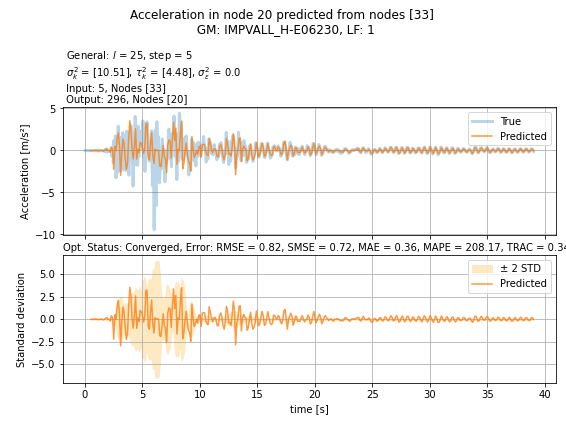 Acceleration in node 20 predicted from nodes [33]
GM: IMPVALL_H-E06230, LF: 1
General: l = 25, step = 5
σ²ₖ = [10.51], τ²ₖ = [4.48], σ²ε = 0.0
Input: 5, Nodes [33]
Output: 296, Nodes [20]
5
0
−5
−10
Acceleration [m/s²]
True
Predicted
Opt. Status: Converged, Error: RMSE = 0.82, SMSE = 0.72, MAE = 0.36, MAPE = 208.17, TRAC = 0.34
5.0
2.5
0.0
−2.5
−5.0
Standard deviation
± 2 STD
Predicted
0 5 10 15 20 25 30 35 40
time [s]